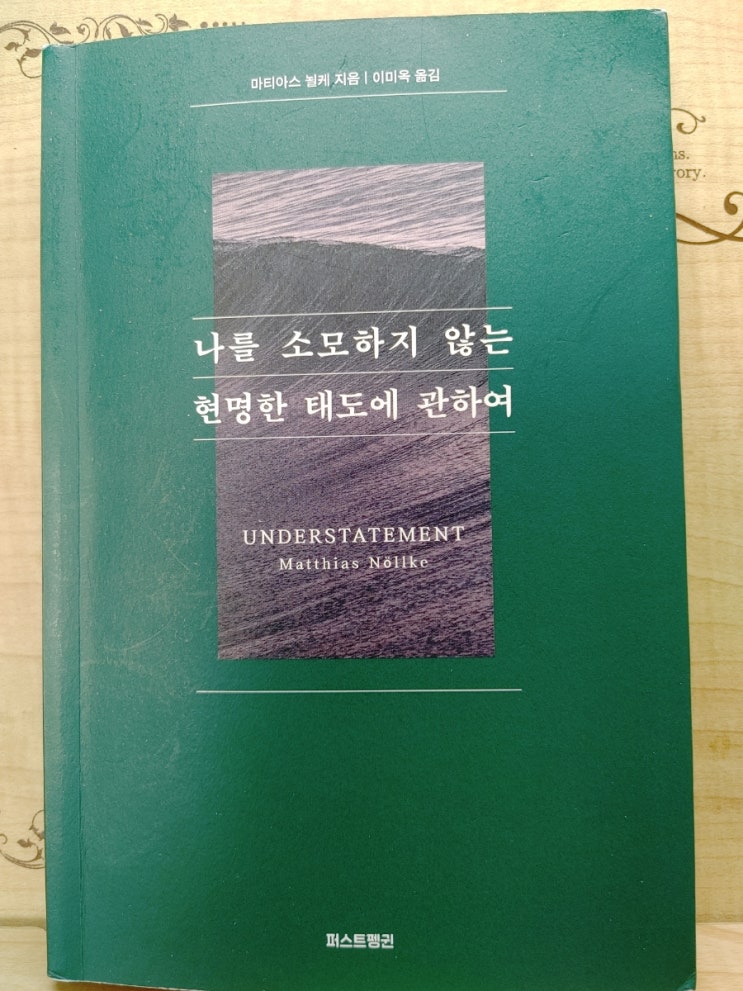 마티아스 뇔케 지음 | 이미옥 옮김
나를 소모하지 않는
현명한 태도에 관하여
UNDERSTATEMENT
Matthias Nöllke
퍼스트펭귄